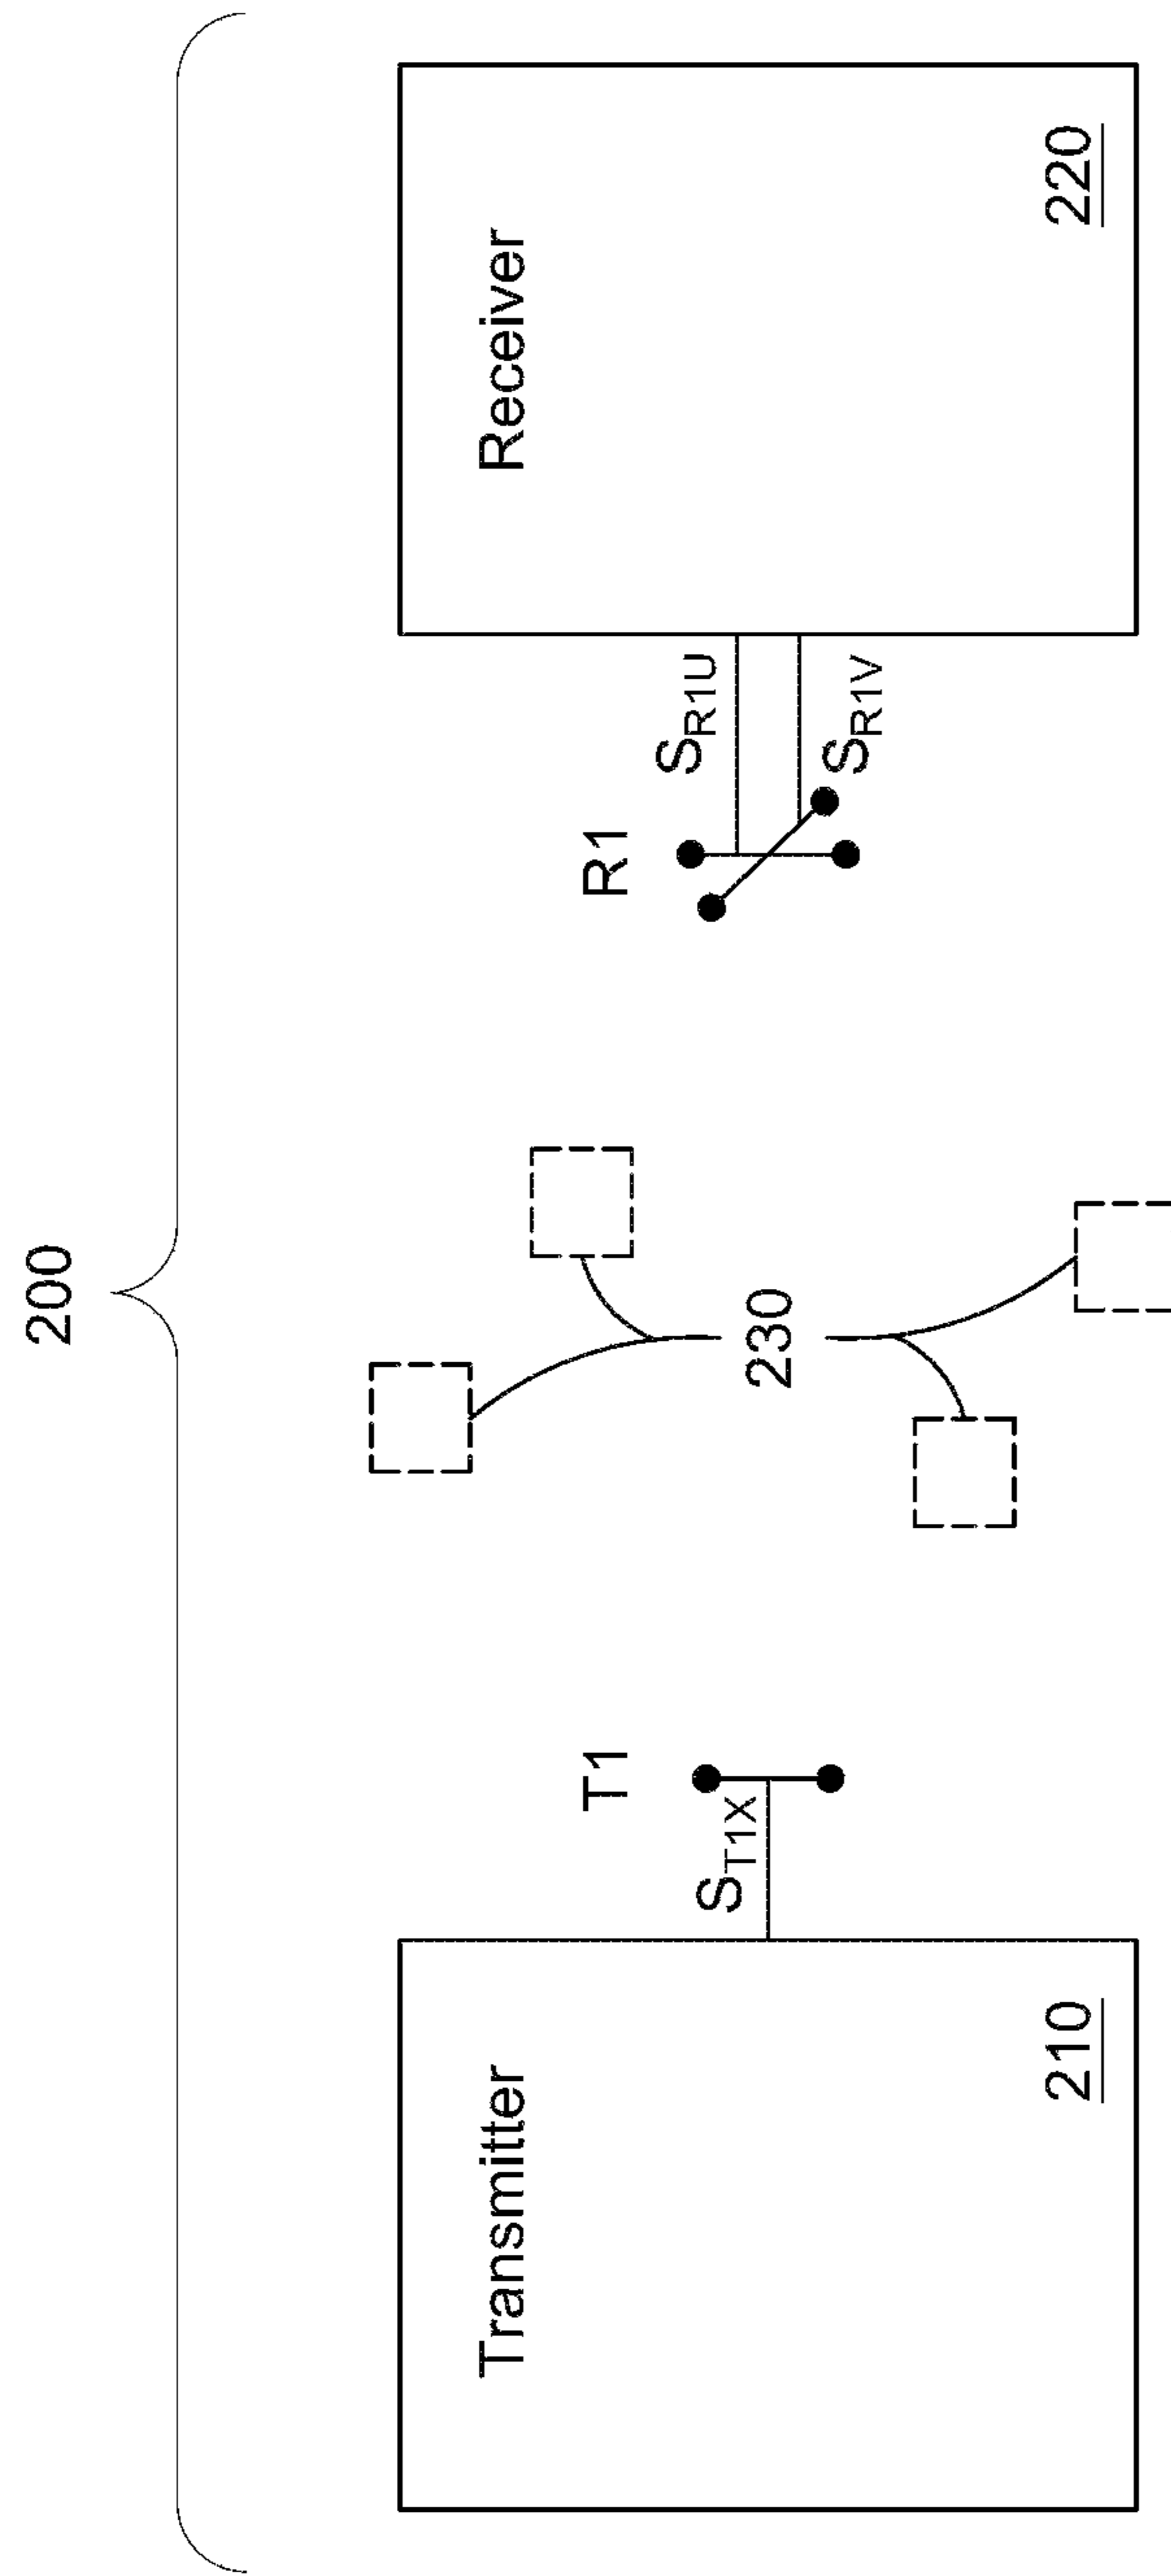 200
Transmitter
210
S_T1X
T1
230
R1
S_R1U
S_R1V
Receiver
220